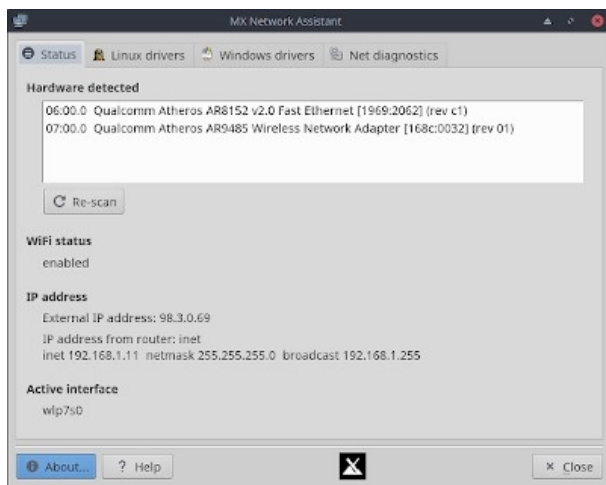 MX Network Assistant
Status Linux drivers Windows drivers Net diagnostics
Hardware detected
06:00.0 Qualcomm Atheros AR8152 v2.0 Fast Ethernet [1969:2062] (rev c1)
07:00.0 Qualcomm Atheros AR9485 Wireless Network Adapter [168c:0032] (rev 01)
Re-scan
WiFi status
enabled
IP address
External IP address: 98.3.0.69
IP address from router: inet
inet 192.168.1.11 netmask 255.255.255.0 broadcast 192.168.1.255
Active interface
wlp7s0
About... ? Help Close